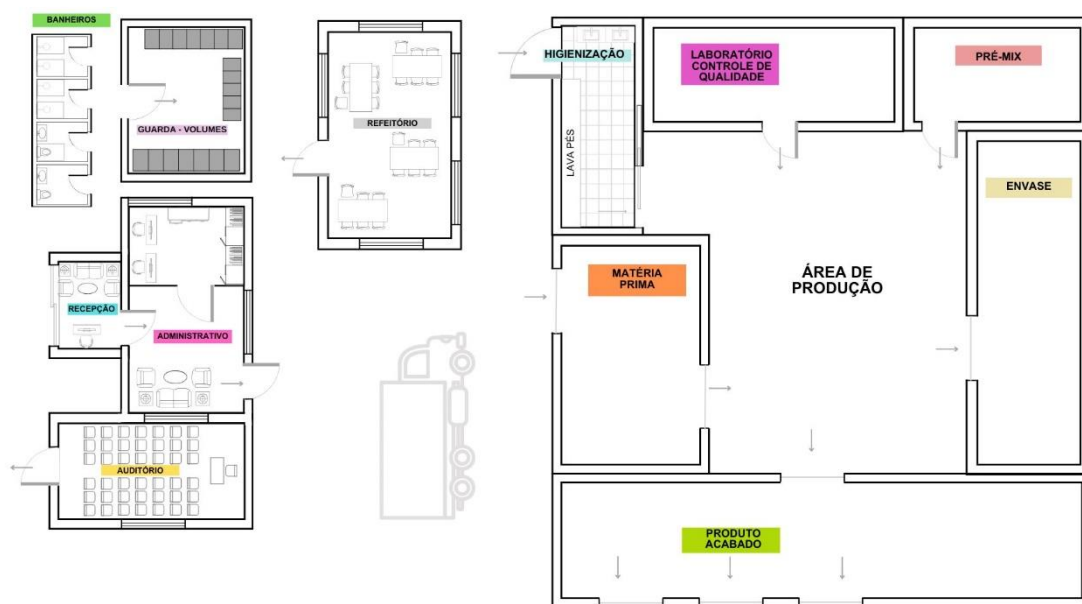 BANHEIROS
GUARDA - VOLUMES
REFEITÓRIO
RECEPÇÃO
ADMINISTRATIVO
AUDITÓRIO
HIGIENIZAÇÃO
LAVA PÉS
LABORATÓRIO
CONTROLE DE
QUALIDADE
PRÉ-MIX
ENVASE
MATÉRIA
PRIMA
ÁREA DE
PRODUÇÃO
PRODUTO
ACABADO